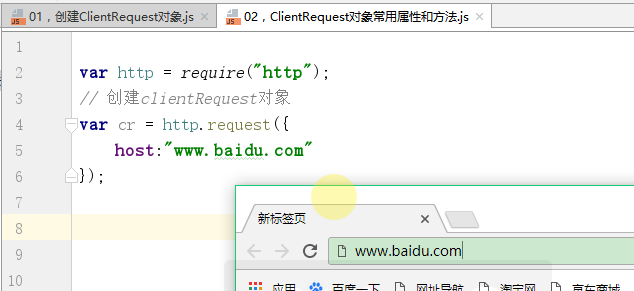 01，创建ClientRequest对象.js
02，ClientRequest对象常用属性和方法.js
1
2 var http = require("http");
3 // 创建clientRequest对象
4 var cr = http.request({
5 host:"www.baidu.com"
6 });
7
8
9
10
新标签页
www.baidu.com
应用 百度一下 网址导航 淘宝网 京东商城